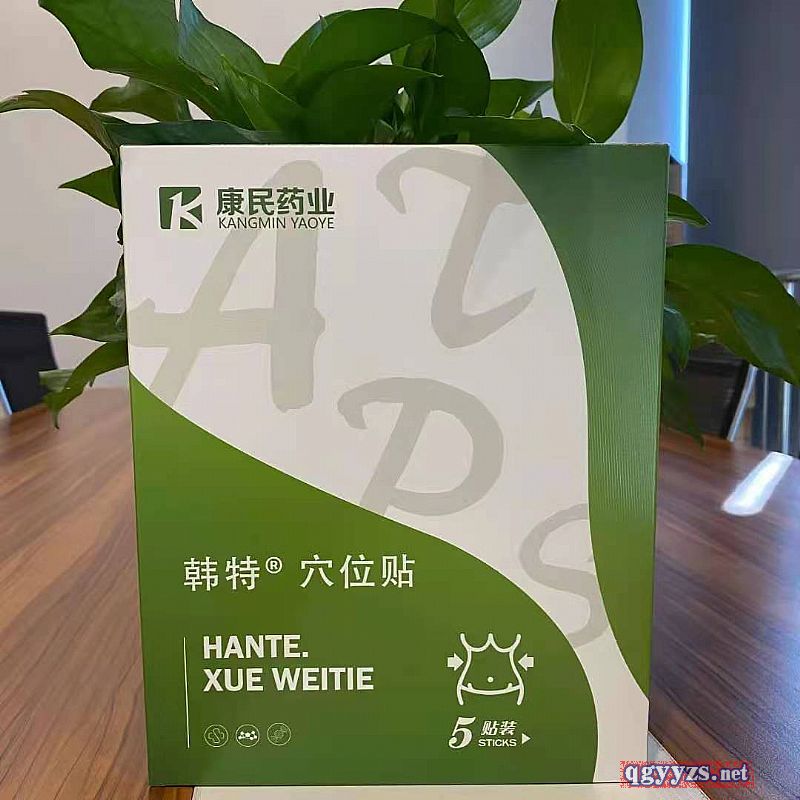 康民药业
KANGMIN YAOYE
A T
P S
韩特® 穴位贴
HANTE.
XUE WEITIE
5 贴装
STICKS
qgyyzs.net